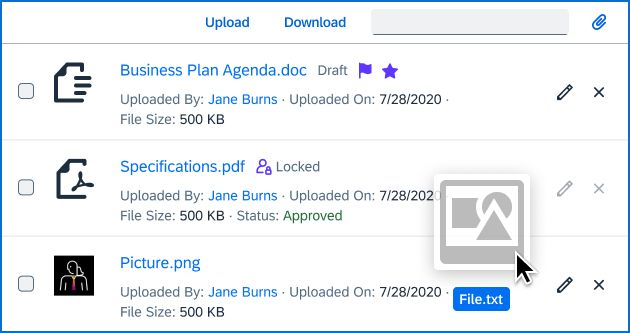 Upload Download
Business Plan Agenda.doc Draft
Uploaded By: Jane Burns · Uploaded On: 7/28/2020 ·
File Size: 500 KB
Specifications.pdf Locked
Uploaded By: Jane Burns · Uploaded On: 7/28/2020
File Size: 500 KB · Status: Approved
Picture.png
Uploaded By: Jane Burns · Uploaded On: 7/28/2020 ·
File.txt
File Size: 500 KB